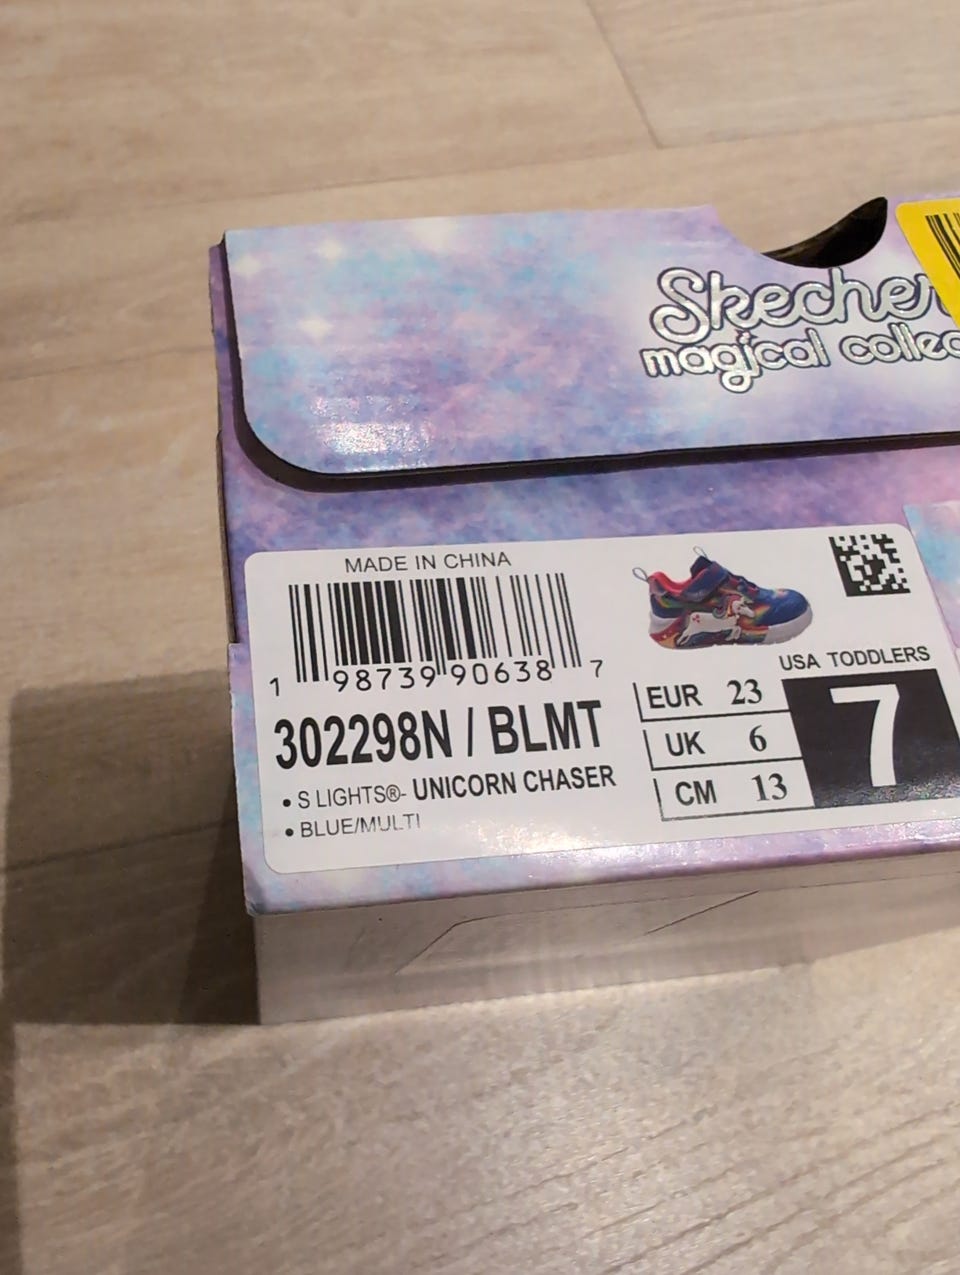 Skecher
magical collec
MADE IN CHINA
1 98739 90638 7
302298N / BLMT
• S LIGHTS®- UNICORN CHASER
• BLUE/MULTI
USA TODDLERS
EUR 23
UK 6
CM 13
7